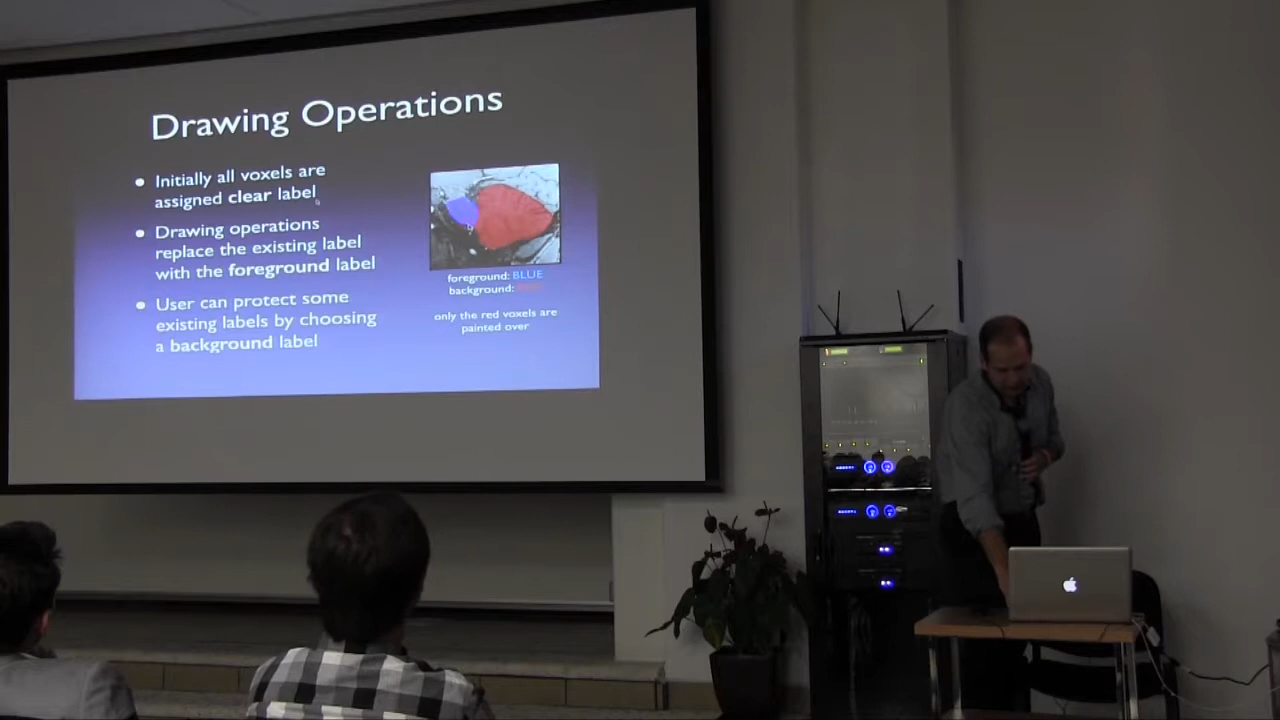 Drawing Operations
Initially all voxels are
assigned clear label
Drawing operations
replace the existing label
with the foreground label
User can protect some
existing labels by choosing
a background label
foreground: BLUE
background:
only the red voxels are
painted over